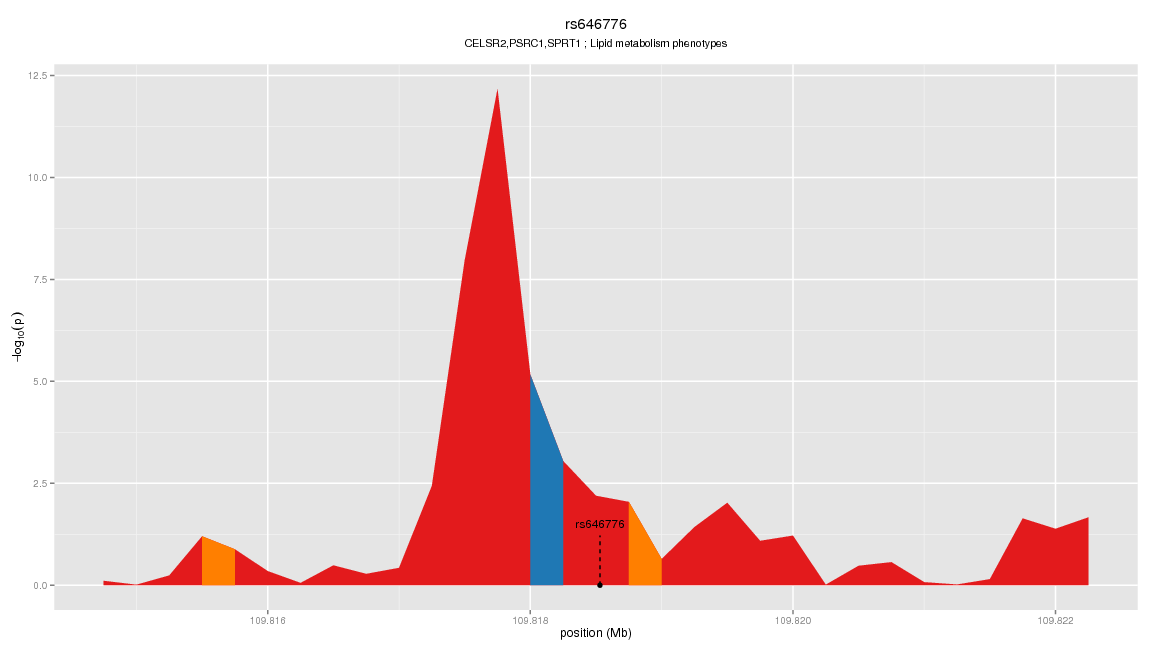 rs646776
CELSR2,PSRC1,SPRT1 ; Lipid metabolism phenotypes
12.5
10.0
7.5
5.0
2.5
0.0
−log10(p)
rs646776
109.816 109.818 109.820 109.822
position (Mb)